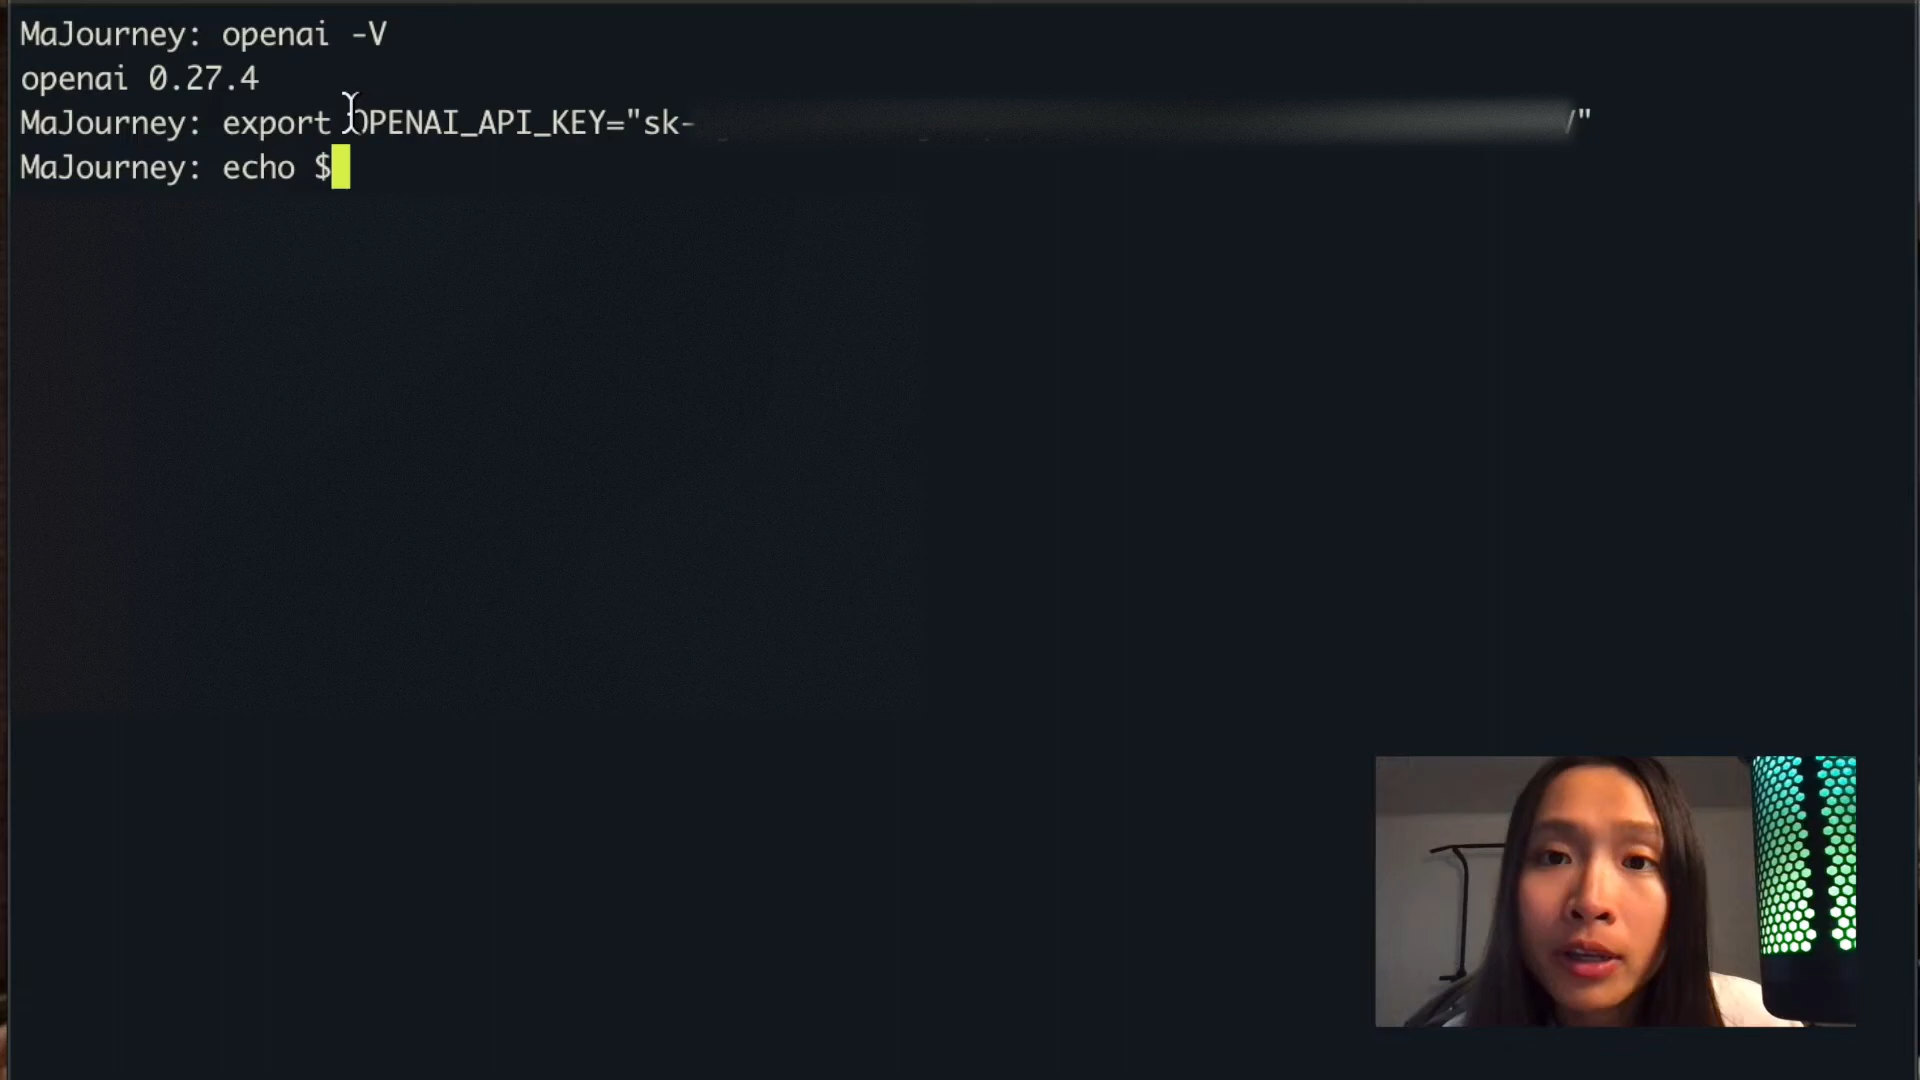 MaJourney: openai -V
openai 0.27.4
MaJourney: export OPENAI_API_KEY="sk-/"
MaJourney: echo $